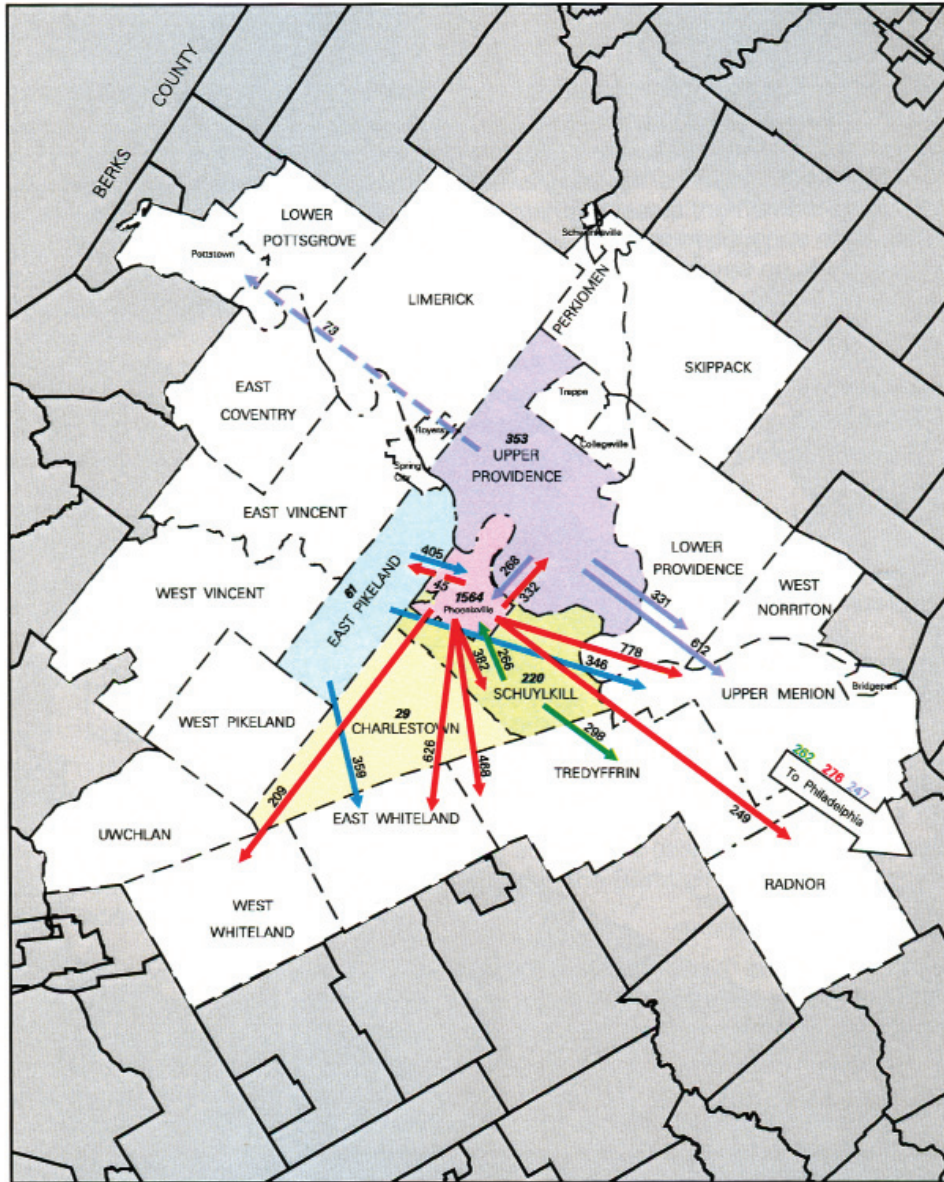 COUNTY
BERKS
LOWER
POTTSGROVE
Pottstown
LIMERICK
PERKIOMEN
SKIPPACK
73
EAST
COVENTRY
Trappe
Collegeville
353
UPPER
PROVIDENCE
Spring
City
EAST VINCENT
LOWER
PROVIDENCE
WEST
NORRITON
WEST VINCENT
61
EAST PIKELAND
405
268
332
331
612
1564
Phoenixville
778
346
266
382
UPPER MERION
Bridgeport
WEST PIKELAND
220
SCHUYLKILL
29
CHARLESTOWN
298
TREDYFFRIN
262 276 247
To Philadelphia
359
626
468
209
249
UWCHLAN
EAST WHITELAND
RADNOR
WEST
WHITELAND